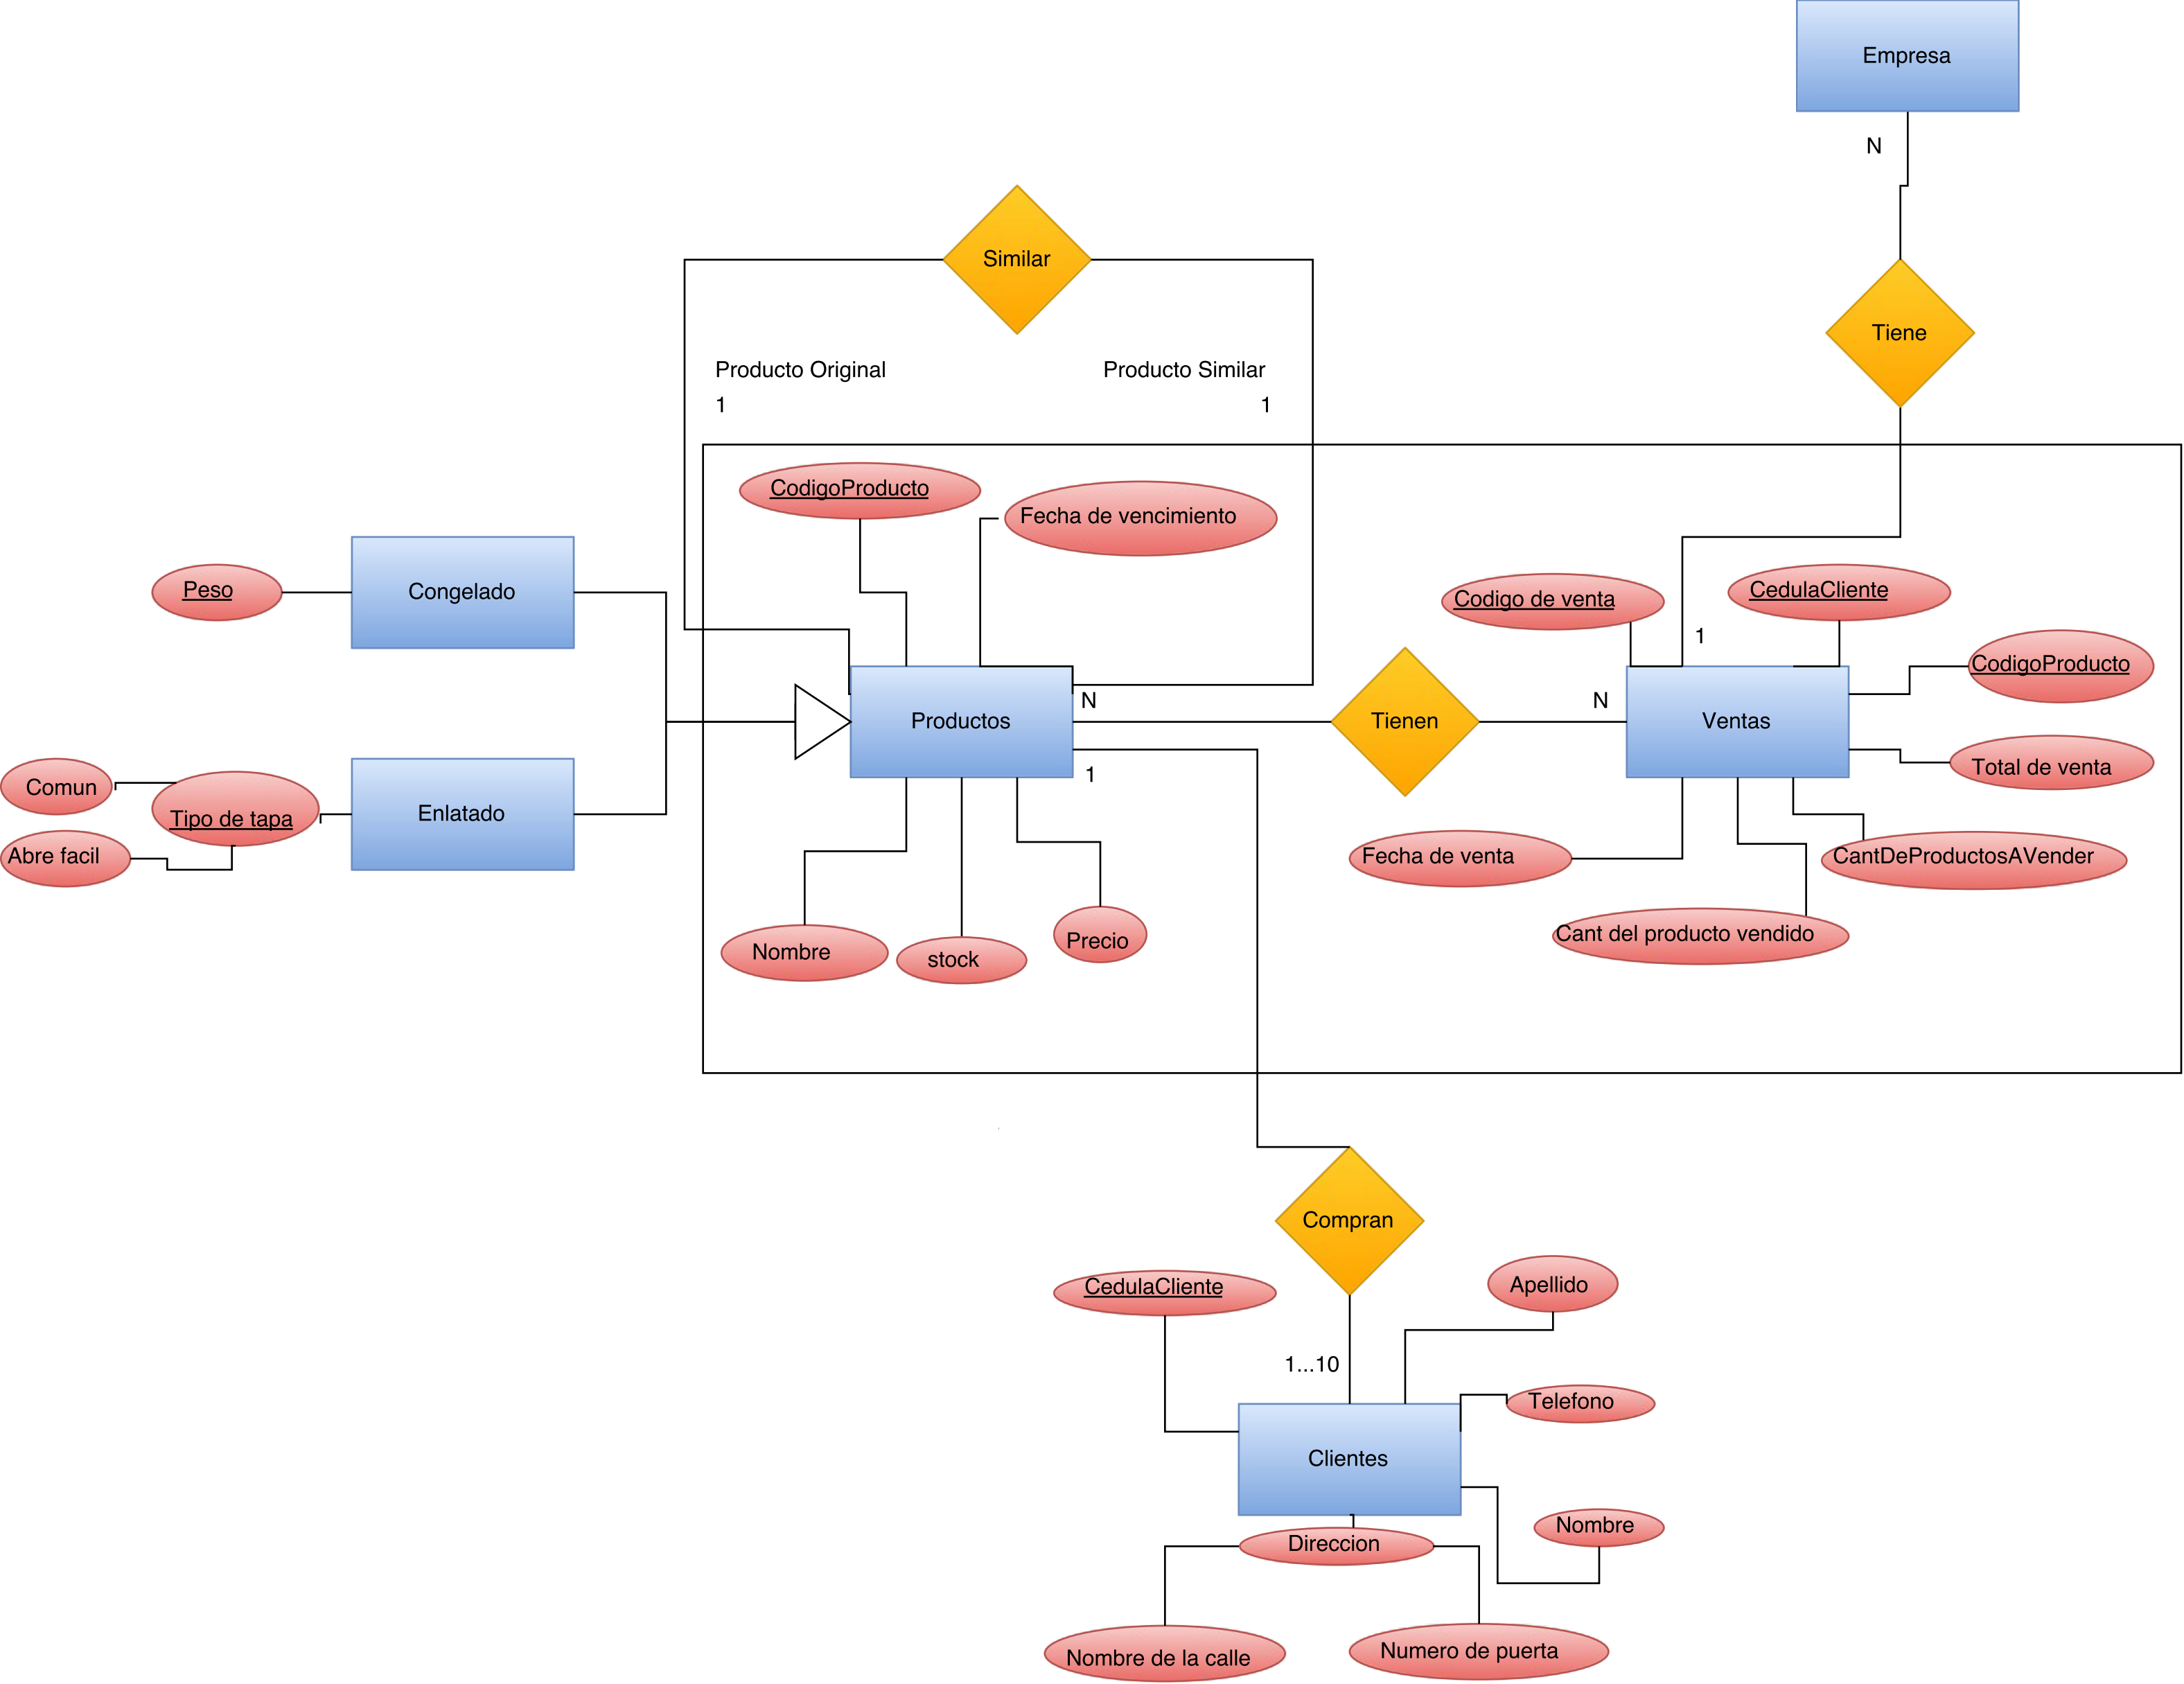 Empresa
N
Similar
Tiene
Producto Original
Producto Similar
1
1
CodigoProducto
Fecha de vencimiento
Peso
Congelado
Codigo de venta
CedulaCliente
1
CodigoProducto
N
N
Productos
Tienen
Ventas
1
Total de venta
Comun
Tipo de tapa
Enlatado
Abre facil
Fecha de venta
CantDeProductosAVender
Nombre
stock
Precio
Cant del producto vendido
Compran
CedulaCliente
Apellido
1...10
Telefono
Clientes
Nombre
Direccion
Nombre de la calle
Numero de puerta